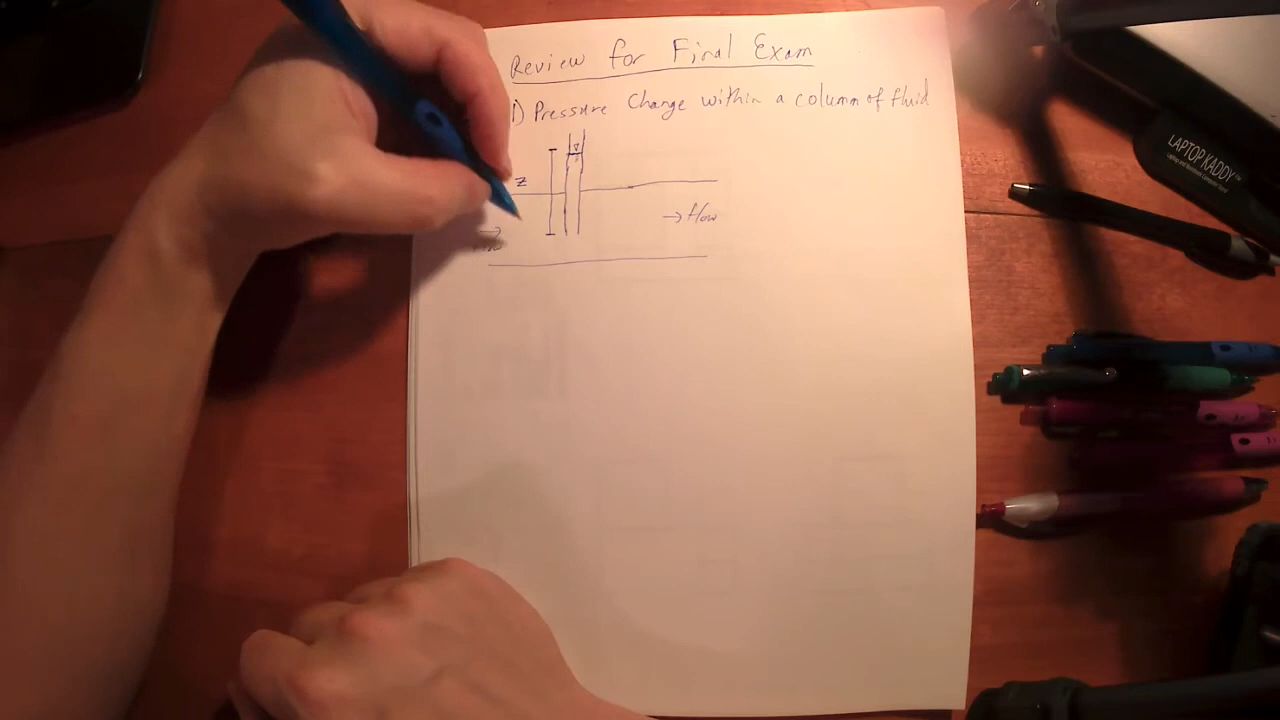 Review for Final Exam
1) Pressure Change within a column of fluid
z
→ flow
LAPTOP KADDY